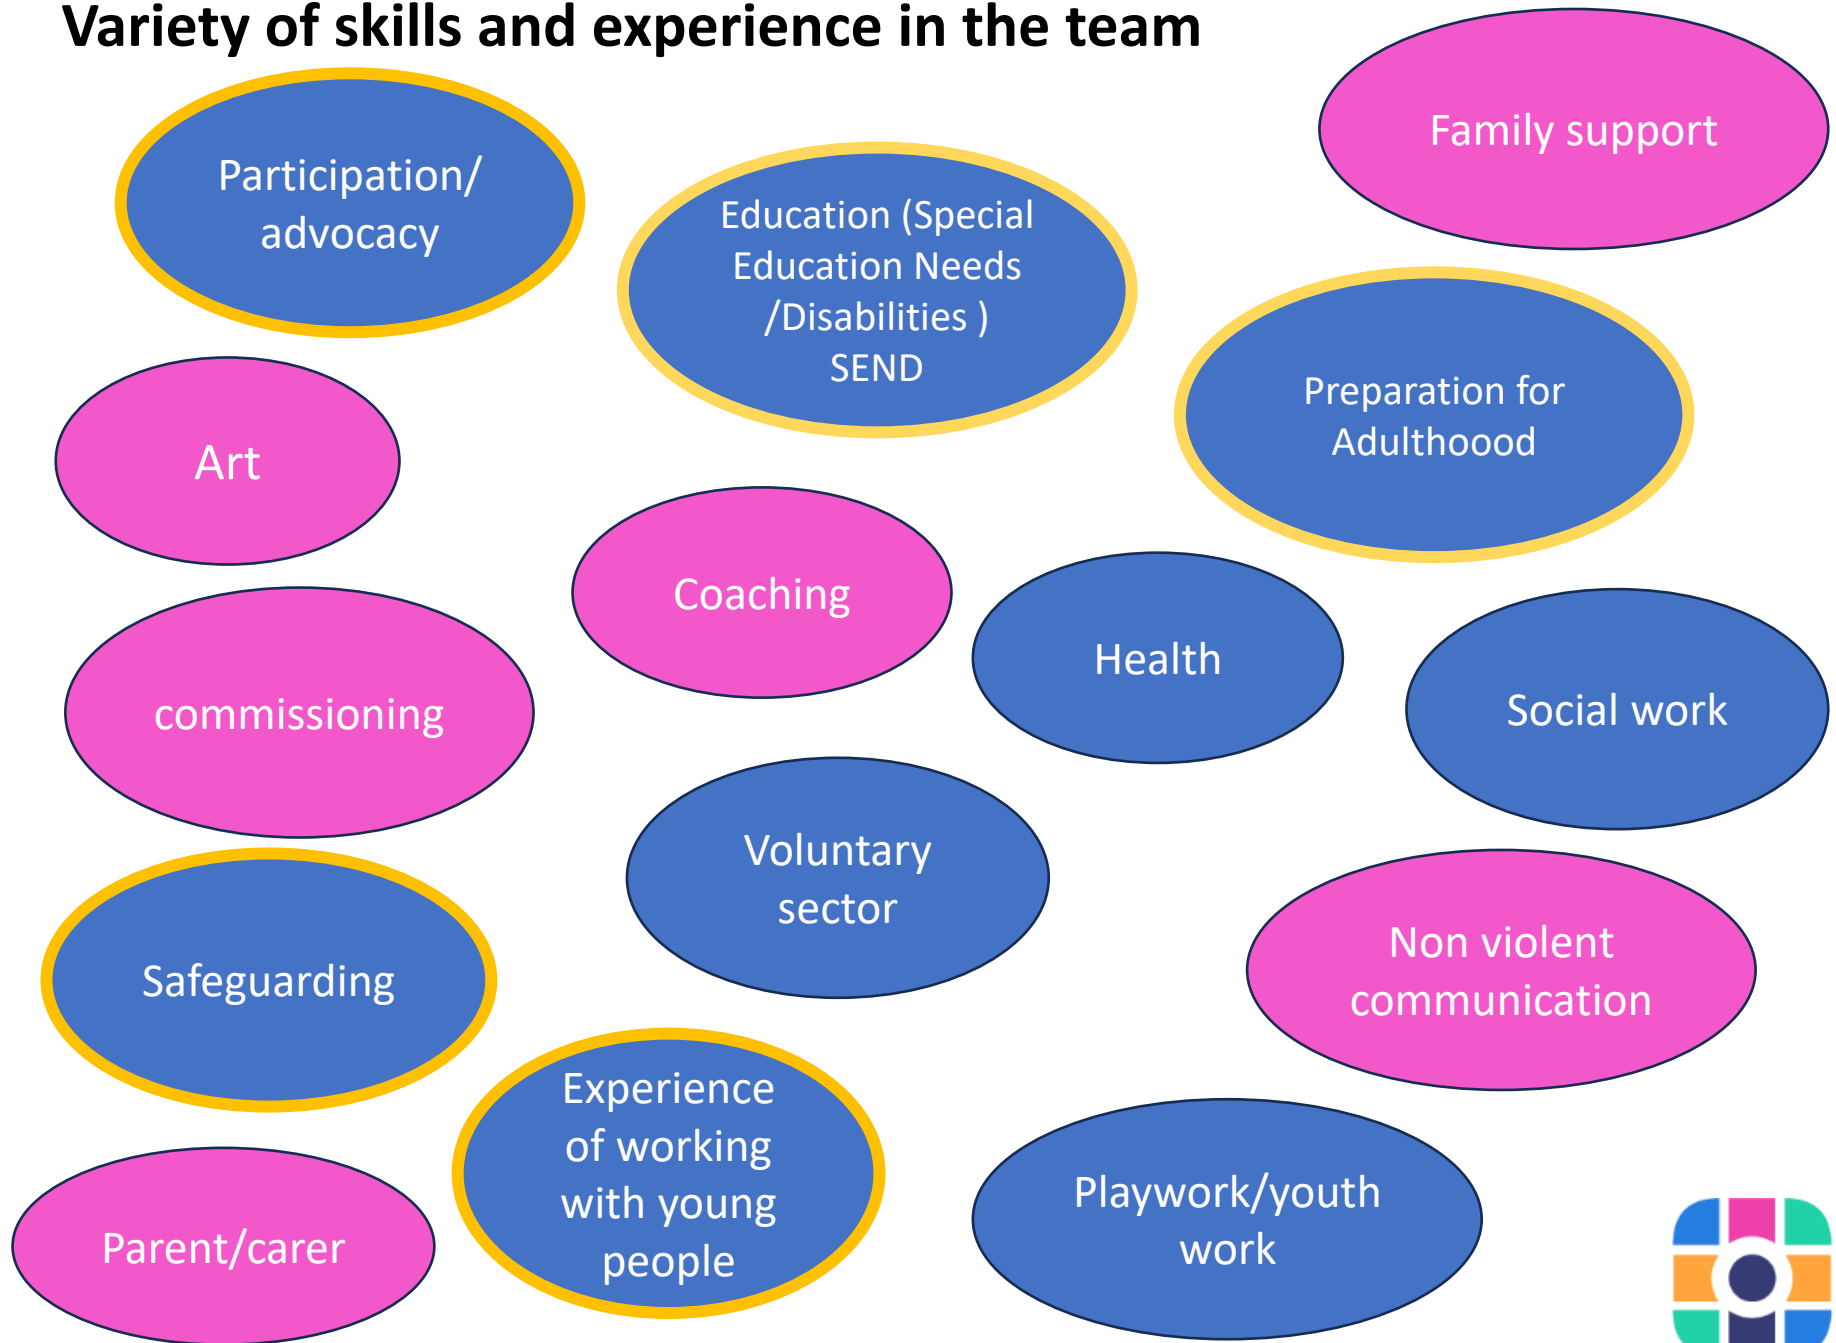 Variety of skills and experience in the team
Family support
Participation/
advocacy
Education (Special
Education Needs
/Disabilities )
SEND
Preparation for
Adulthoood
Art
Coaching
Health
commissioning
Social work
Voluntary
sector
Non violent
communication
Safeguarding
Experience
of working
with young
people
Playwork/youth
work
Parent/carer